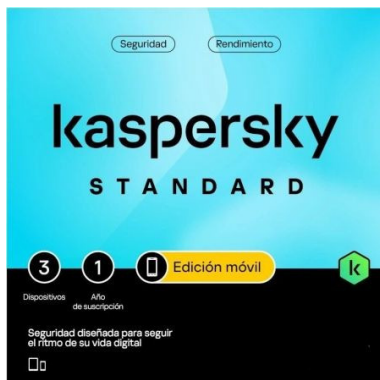 Seguridad
Rendimiento
kaspersky
STANDARD
3
1
Edición móvil
k
Dispositivos
Año
de suscripción
Seguridad diseñada para seguir
el ritmo de su vida digital